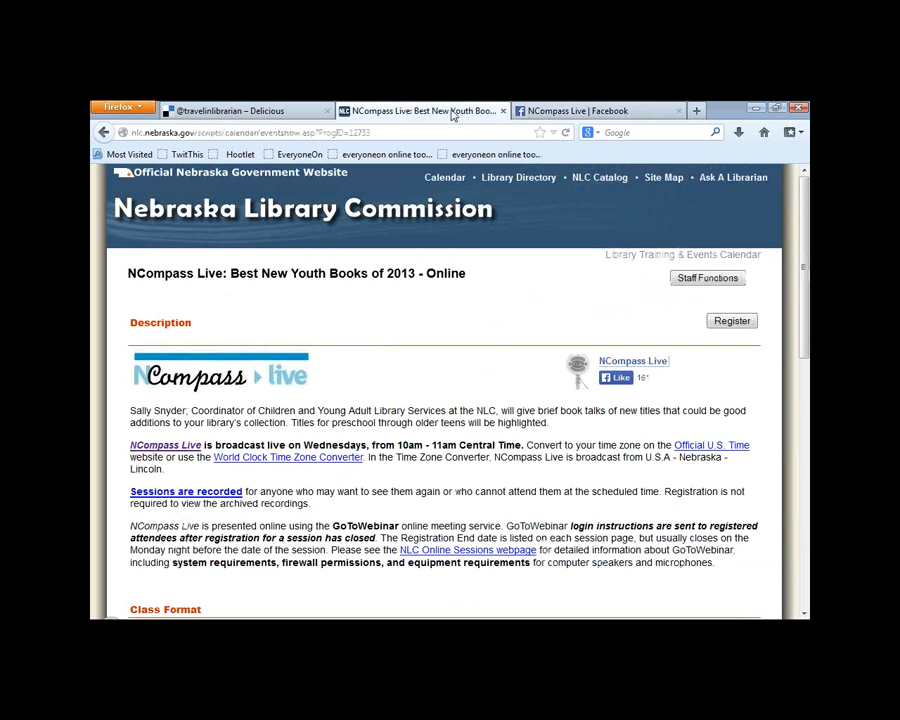 Firefox
@travelinlibrarian – Delicious
NCompass Live: Best New Youth Boo...
NCompass Live | Facebook
nlc.nebraska.gov/scripts/calendar/eventshow.asp?ProgID=12753
Google
Most Visited TwitThis Hootlet EveryoneOn everyoneon online too... everyoneon online too...
Official Nebraska Government Website
Calendar • Library Directory • NLC Catalog • Site Map • Ask A Librarian
Nebraska Library Commission
Library Training & Events Calendar
NCompass Live: Best New Youth Books of 2013 - Online
Staff Functions
Description
Register
NCompass live
NCompass Live
Like 161
Sally Snyder, Coordinator of Children and Young Adult Library Services at the NLC, will give brief book talks of new titles that could be good
additions to your library's collection. Titles for preschool through older teens will be highlighted.
NCompass Live is broadcast live on Wednesdays, from 10am - 11am Central Time. Convert to your time zone on the Official U.S. Time
website or use the World Clock Time Zone Converter. In the Time Zone Converter, NCompass Live is broadcast from U.S.A - Nebraska -
Lincoln.
Sessions are recorded for anyone who may want to see them again or who cannot attend them at the scheduled time. Registration is not
required to view the archived recordings.
NCompass Live is presented online using the GoToWebinar online meeting service. GoToWebinar login instructions are sent to registered
attendees after registration for a session has closed. The Registration End date is listed on each session page, but usually closes on the
Monday night before the date of the session. Please see the NLC Online Sessions webpage for detailed information about GoToWebinar,
including system requirements, firewall permissions, and equipment requirements for computer speakers and microphones.
Class Format